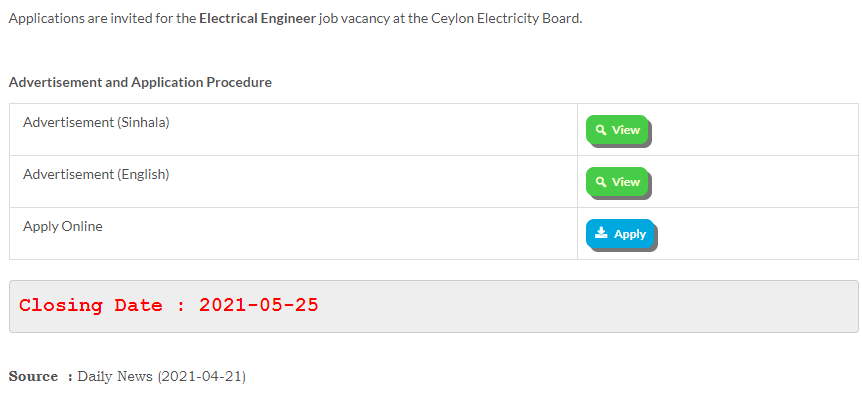 Applications are invited for the Electrical Engineer job vacancy at the Ceylon Electricity Board.
Advertisement and Application Procedure
Advertisement (Sinhala) View
Advertisement (English) View
Apply Online Apply
Closing Date : 2021-05-25
Source : Daily News (2021-04-21)